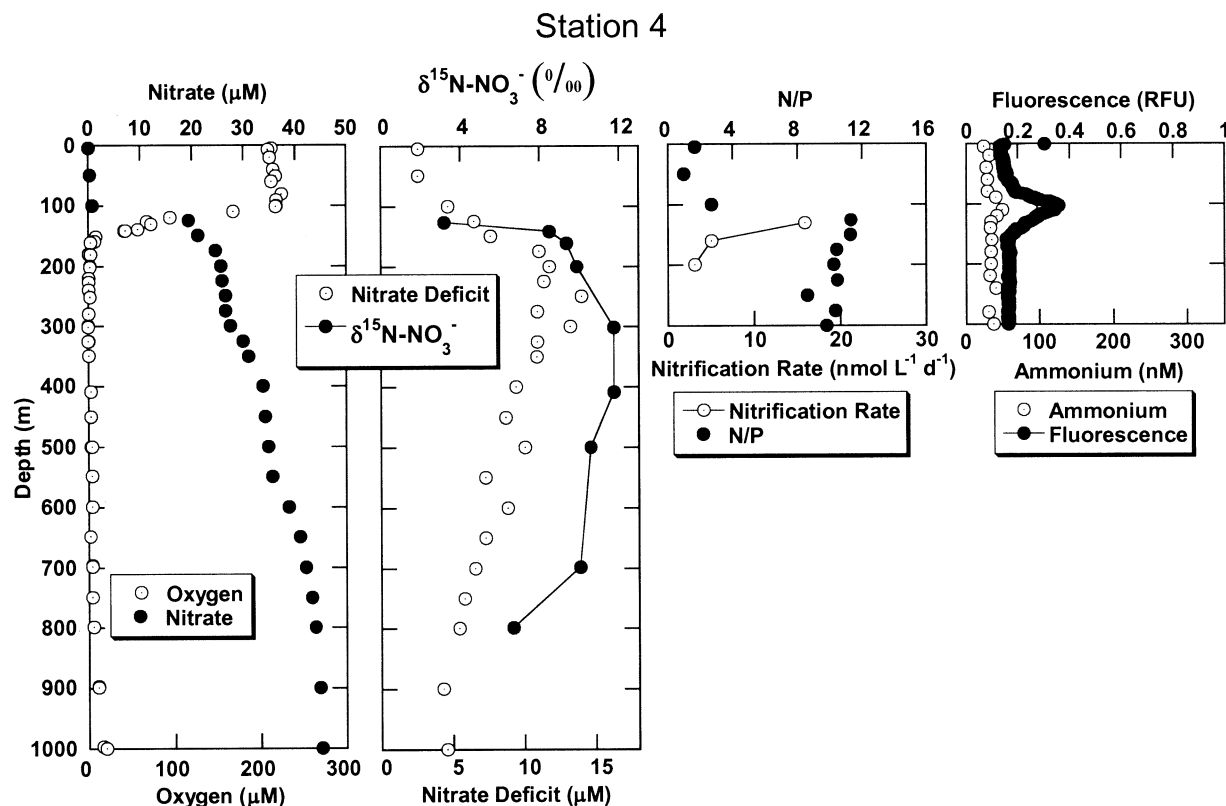 Station 4
Nitrate (μM)
δ¹⁵N-NO₃⁻ (⁰/₀₀)
N/P
Fluorescence (RFU)
0 10 20 30 40 50
0 4 8 12
0 4 8 12 16
0 0.2 0.4 0.6 0.8 1
0
100
200
300
400
500
600
700
800
900
1000
Depth (m)
Oxygen
Nitrate
0 100 200 300
Oxygen (μM)
Nitrate Deficit
δ¹⁵N-NO₃⁻
5 10 15
Nitrate Deficit (μM)
0 10 20 30
Nitrification Rate (nmol L⁻¹ d⁻¹)
Nitrification Rate
N/P
0 100 200 300
Ammonium (nM)
Ammonium
Fluorescence